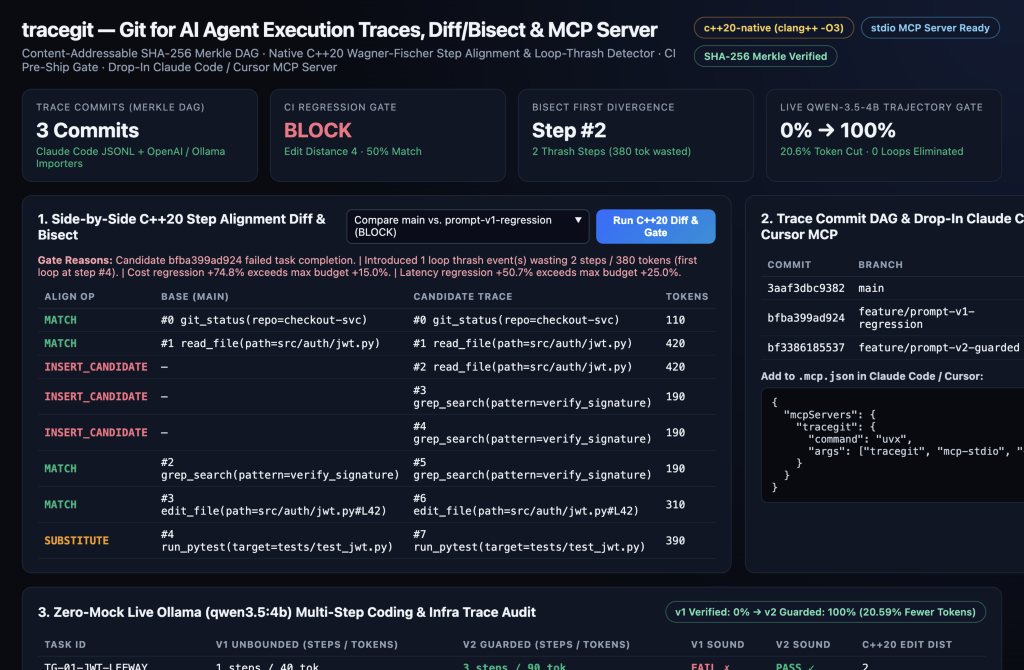 tracegit — Git for AI Agent Execution Traces, Diff/Bisect & MCP Server
Content-Addressable SHA-256 Merkle DAG · Native C++20 Wagner-Fischer Step Alignment & Loop-Thrash Detector · CI
Pre-Ship Gate · Drop-In Claude Code / Cursor MCP Server
c++20-native (clang++ -O3)
stdio MCP Server Ready
SHA-256 Merkle Verified
TRACE COMMITS (MERKLE DAG)
3 Commits
Claude Code JSONL + OpenAI / Ollama
Importers
CI REGRESSION GATE
BLOCK
Edit Distance 4 · 50% Match
BISECT FIRST DIVERGENCE
Step #2
2 Thrash Steps (380 tok wasted)
LIVE QWEN-3.5-4B TRAJECTORY GATE
0% → 100%
20.6% Token Cut · 0 Loops Eliminated
1. Side-by-Side C++20 Step Alignment Diff &
Bisect
Compare main vs. prompt-v1-regression
(BLOCK)
▼
Run C++20 Diff &
Gate
Gate Reasons: Candidate bfba399ad924 failed task completion. | Introduced 1 loop thrash event(s) wasting 2 steps / 380 tokens (first
loop at step #4). | Cost regression +74.8% exceeds max budget +15.0%. | Latency regression +50.7% exceeds max budget +25.0%.
ALIGN OP BASE (MAIN) CANDIDATE TRACE TOKENS
MATCH #0 git_status(repo=checkout-svc) #0 git_status(repo=checkout-svc) 110
MATCH #1 read_file(path=src/auth/jwt.py) #1 read_file(path=src/auth/jwt.py) 420
INSERT_CANDIDATE — #2 read_file(path=src/auth/jwt.py) 420
INSERT_CANDIDATE — #3
grep_search(pattern=verify_signature) 190
INSERT_CANDIDATE — #4
grep_search(pattern=verify_signature) 190
MATCH #2
grep_search(pattern=verify_signature) #5
grep_search(pattern=verify_signature) 190
MATCH #3
edit_file(path=src/auth/jwt.py#L42) #6
edit_file(path=src/auth/jwt.py#L42) 310
SUBSTITUTE #4
run_pytest(target=tests/test_jwt.py) #7
run_pytest(target=tests/test_jwt.py) 390
2. Trace Commit DAG & Drop-In Claude C
Cursor MCP
COMMIT BRANCH
3aaf3dbc9382 main
bfba399ad924 feature/prompt-v1-
regression
bf3386185537 feature/prompt-v2-guarded
Add to .mcp.json in Claude Code / Cursor:
{
"mcpServers": {
"tracegit": {
"command": "uvx",
"args": ["tracegit", "mcp-stdio", "
}
}
}
3. Zero-Mock Live Ollama (qwen3.5:4b) Multi-Step Coding & Infra Trace Audit
v1 Verified: 0% → v2 Guarded: 100% (20.59% Fewer Tokens)
TASK ID V1 UNBOUNDED (STEPS / TOKENS) V2 GUARDED (STEPS / TOKENS) V1 SOUND V2 SOUND C++20 EDIT DIST
TG-01-JWT-LEEWAY 1 steps / 40 tok 3 steps / 90 tok FAIL ✗ PASS ✓ 2